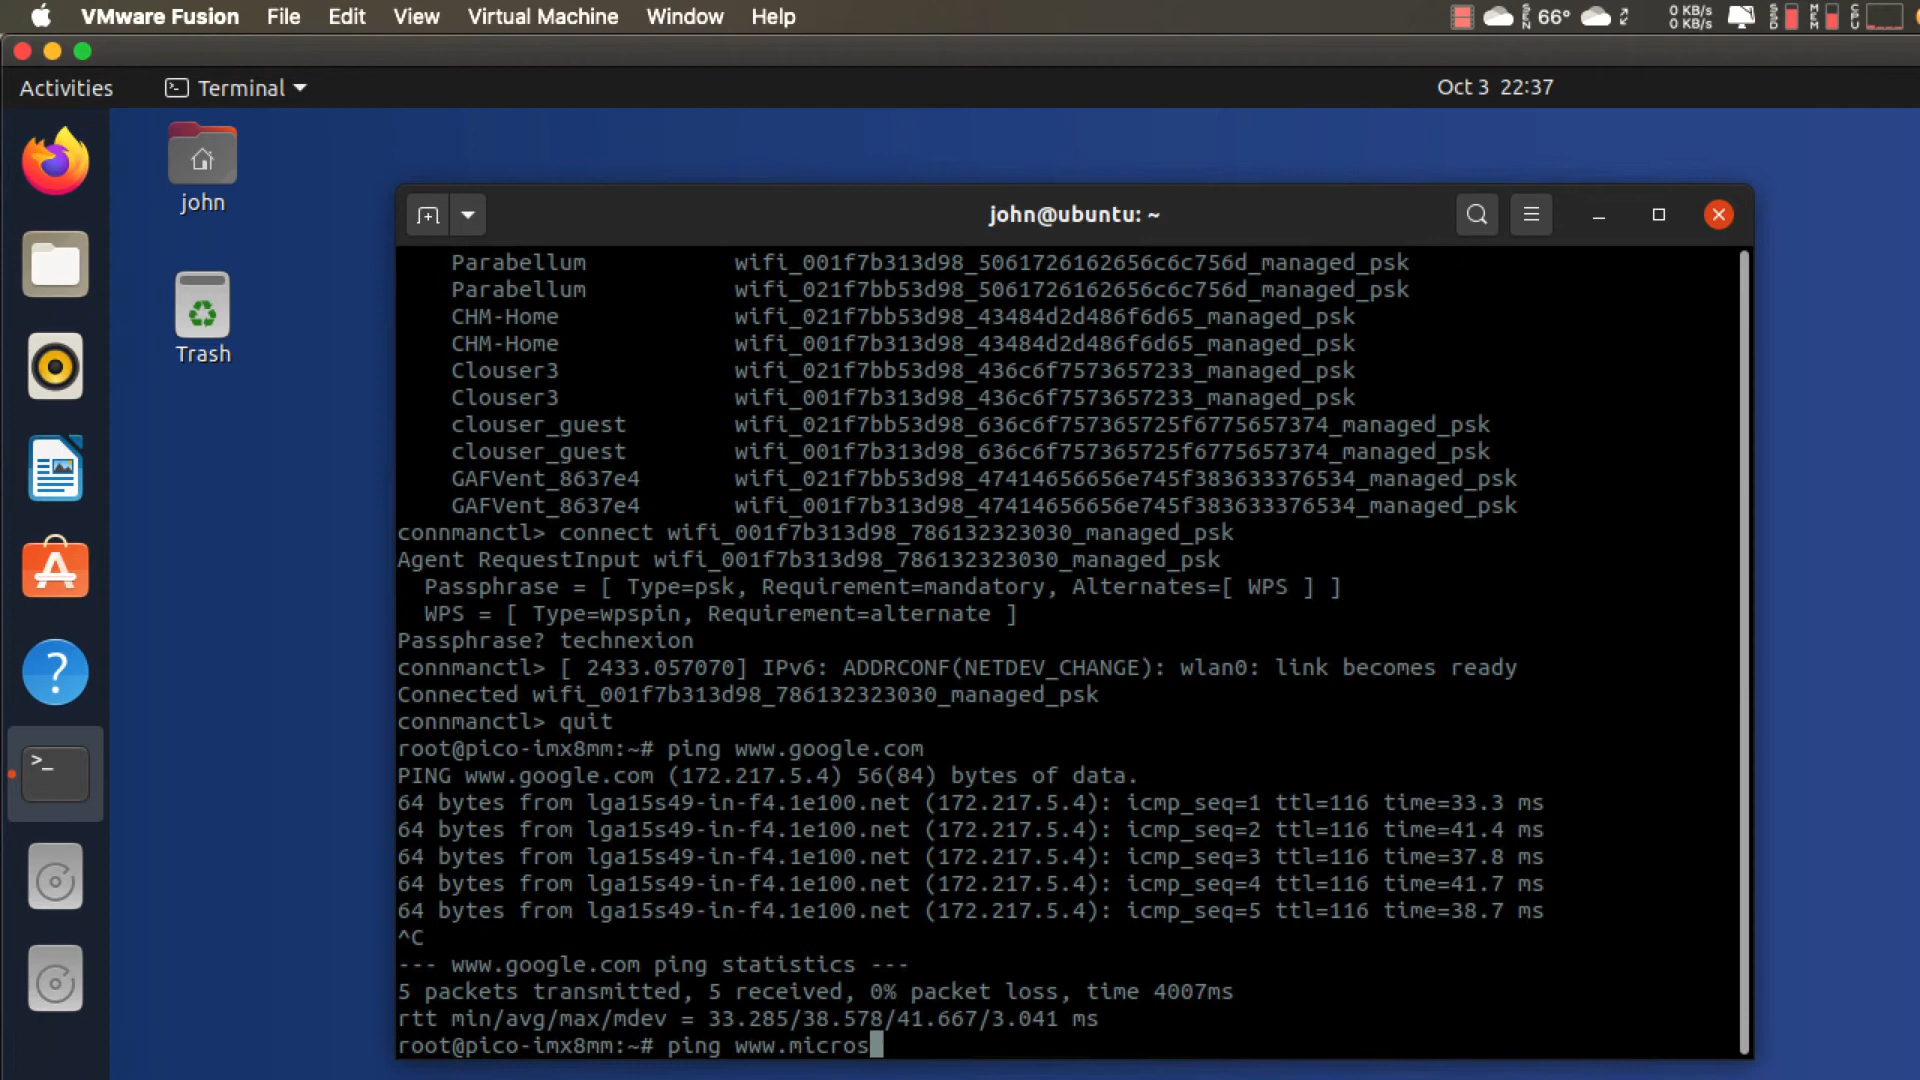 VMware Fusion File Edit View Virtual Machine Window Help SEN 66° 0 KB/s 0 KB/s SSD MEM CPU
Activities Terminal Oct 3 22:37
john
Trash
john@ubuntu: ~
Parabellum wifi_001f7b313d98_5061726162656c6c756d_managed_psk
Parabellum wifi_021f7bb53d98_5061726162656c6c756d_managed_psk
CHM-Home wifi_021f7bb53d98_43484d2d486f6d65_managed_psk
CHM-Home wifi_001f7b313d98_43484d2d486f6d65_managed_psk
Clouser3 wifi_021f7bb53d98_436c6f7573657233_managed_psk
Clouser3 wifi_001f7b313d98_436c6f7573657233_managed_psk
clouser_guest wifi_021f7bb53d98_636c6f757365725f6775657374_managed_psk
clouser_guest wifi_001f7b313d98_636c6f757365725f6775657374_managed_psk
GAFVent_8637e4 wifi_021f7bb53d98_47414656656e745f383633376534_managed_psk
GAFVent_8637e4 wifi_001f7b313d98_47414656656e745f383633376534_managed_psk
connmanctl> connect wifi_001f7b313d98_786132323030_managed_psk
Agent RequestInput wifi_001f7b313d98_786132323030_managed_psk
Passphrase = [ Type=psk, Requirement=mandatory, Alternates=[ WPS ] ]
WPS = [ Type=wpspin, Requirement=alternate ]
Passphrase? technexion
connmanctl> [ 2433.057070] IPv6: ADDRCONF(NETDEV_CHANGE): wlan0: link becomes ready
Connected wifi_001f7b313d98_786132323030_managed_psk
connmanctl> quit
root@pico-imx8mm:~# ping www.google.com
PING www.google.com (172.217.5.4) 56(84) bytes of data.
64 bytes from lga15s49-in-f4.1e100.net (172.217.5.4): icmp_seq=1 ttl=116 time=33.3 ms
64 bytes from lga15s49-in-f4.1e100.net (172.217.5.4): icmp_seq=2 ttl=116 time=41.4 ms
64 bytes from lga15s49-in-f4.1e100.net (172.217.5.4): icmp_seq=3 ttl=116 time=37.8 ms
64 bytes from lga15s49-in-f4.1e100.net (172.217.5.4): icmp_seq=4 ttl=116 time=41.7 ms
64 bytes from lga15s49-in-f4.1e100.net (172.217.5.4): icmp_seq=5 ttl=116 time=38.7 ms
^C
--- www.google.com ping statistics ---
5 packets transmitted, 5 received, 0% packet loss, time 4007ms
rtt min/avg/max/mdev = 33.285/38.578/41.667/3.041 ms
root@pico-imx8mm:~# ping www.micros